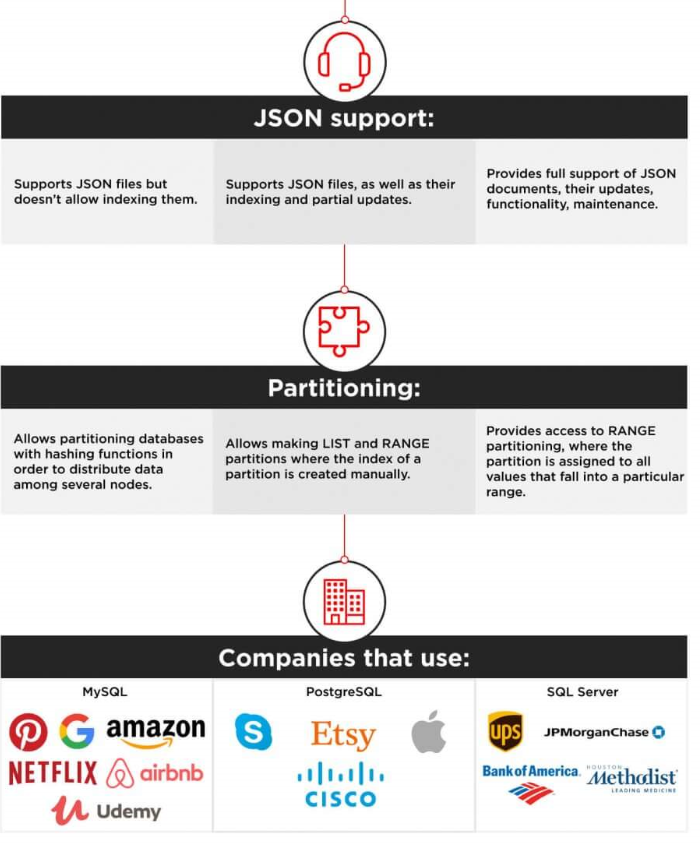 JSON support:
Supports JSON files but
doesn't allow indexing them.
Supports JSON files, as well as their
indexing and partial updates.
Provides full support of JSON
documents, their updates,
functionality, maintenance.
Partitioning:
Allows partitioning databases
with hashing functions in
order to distribute data
among several nodes.
Allows making LIST and RANGE
partitions where the index of a
partition is created manually.
Provides access to RANGE
partitioning, where the
partition is assigned to all
values that fall into a particular
range.
Companies that use:
MySQL
amazon
NETFLIX
airbnb
Udemy
PostgreSQL
Etsy
CISCO
SQL Server
ups
JPMorganChase
Bank of America.
HOUSTON
Methodist
LEADING MEDICINE